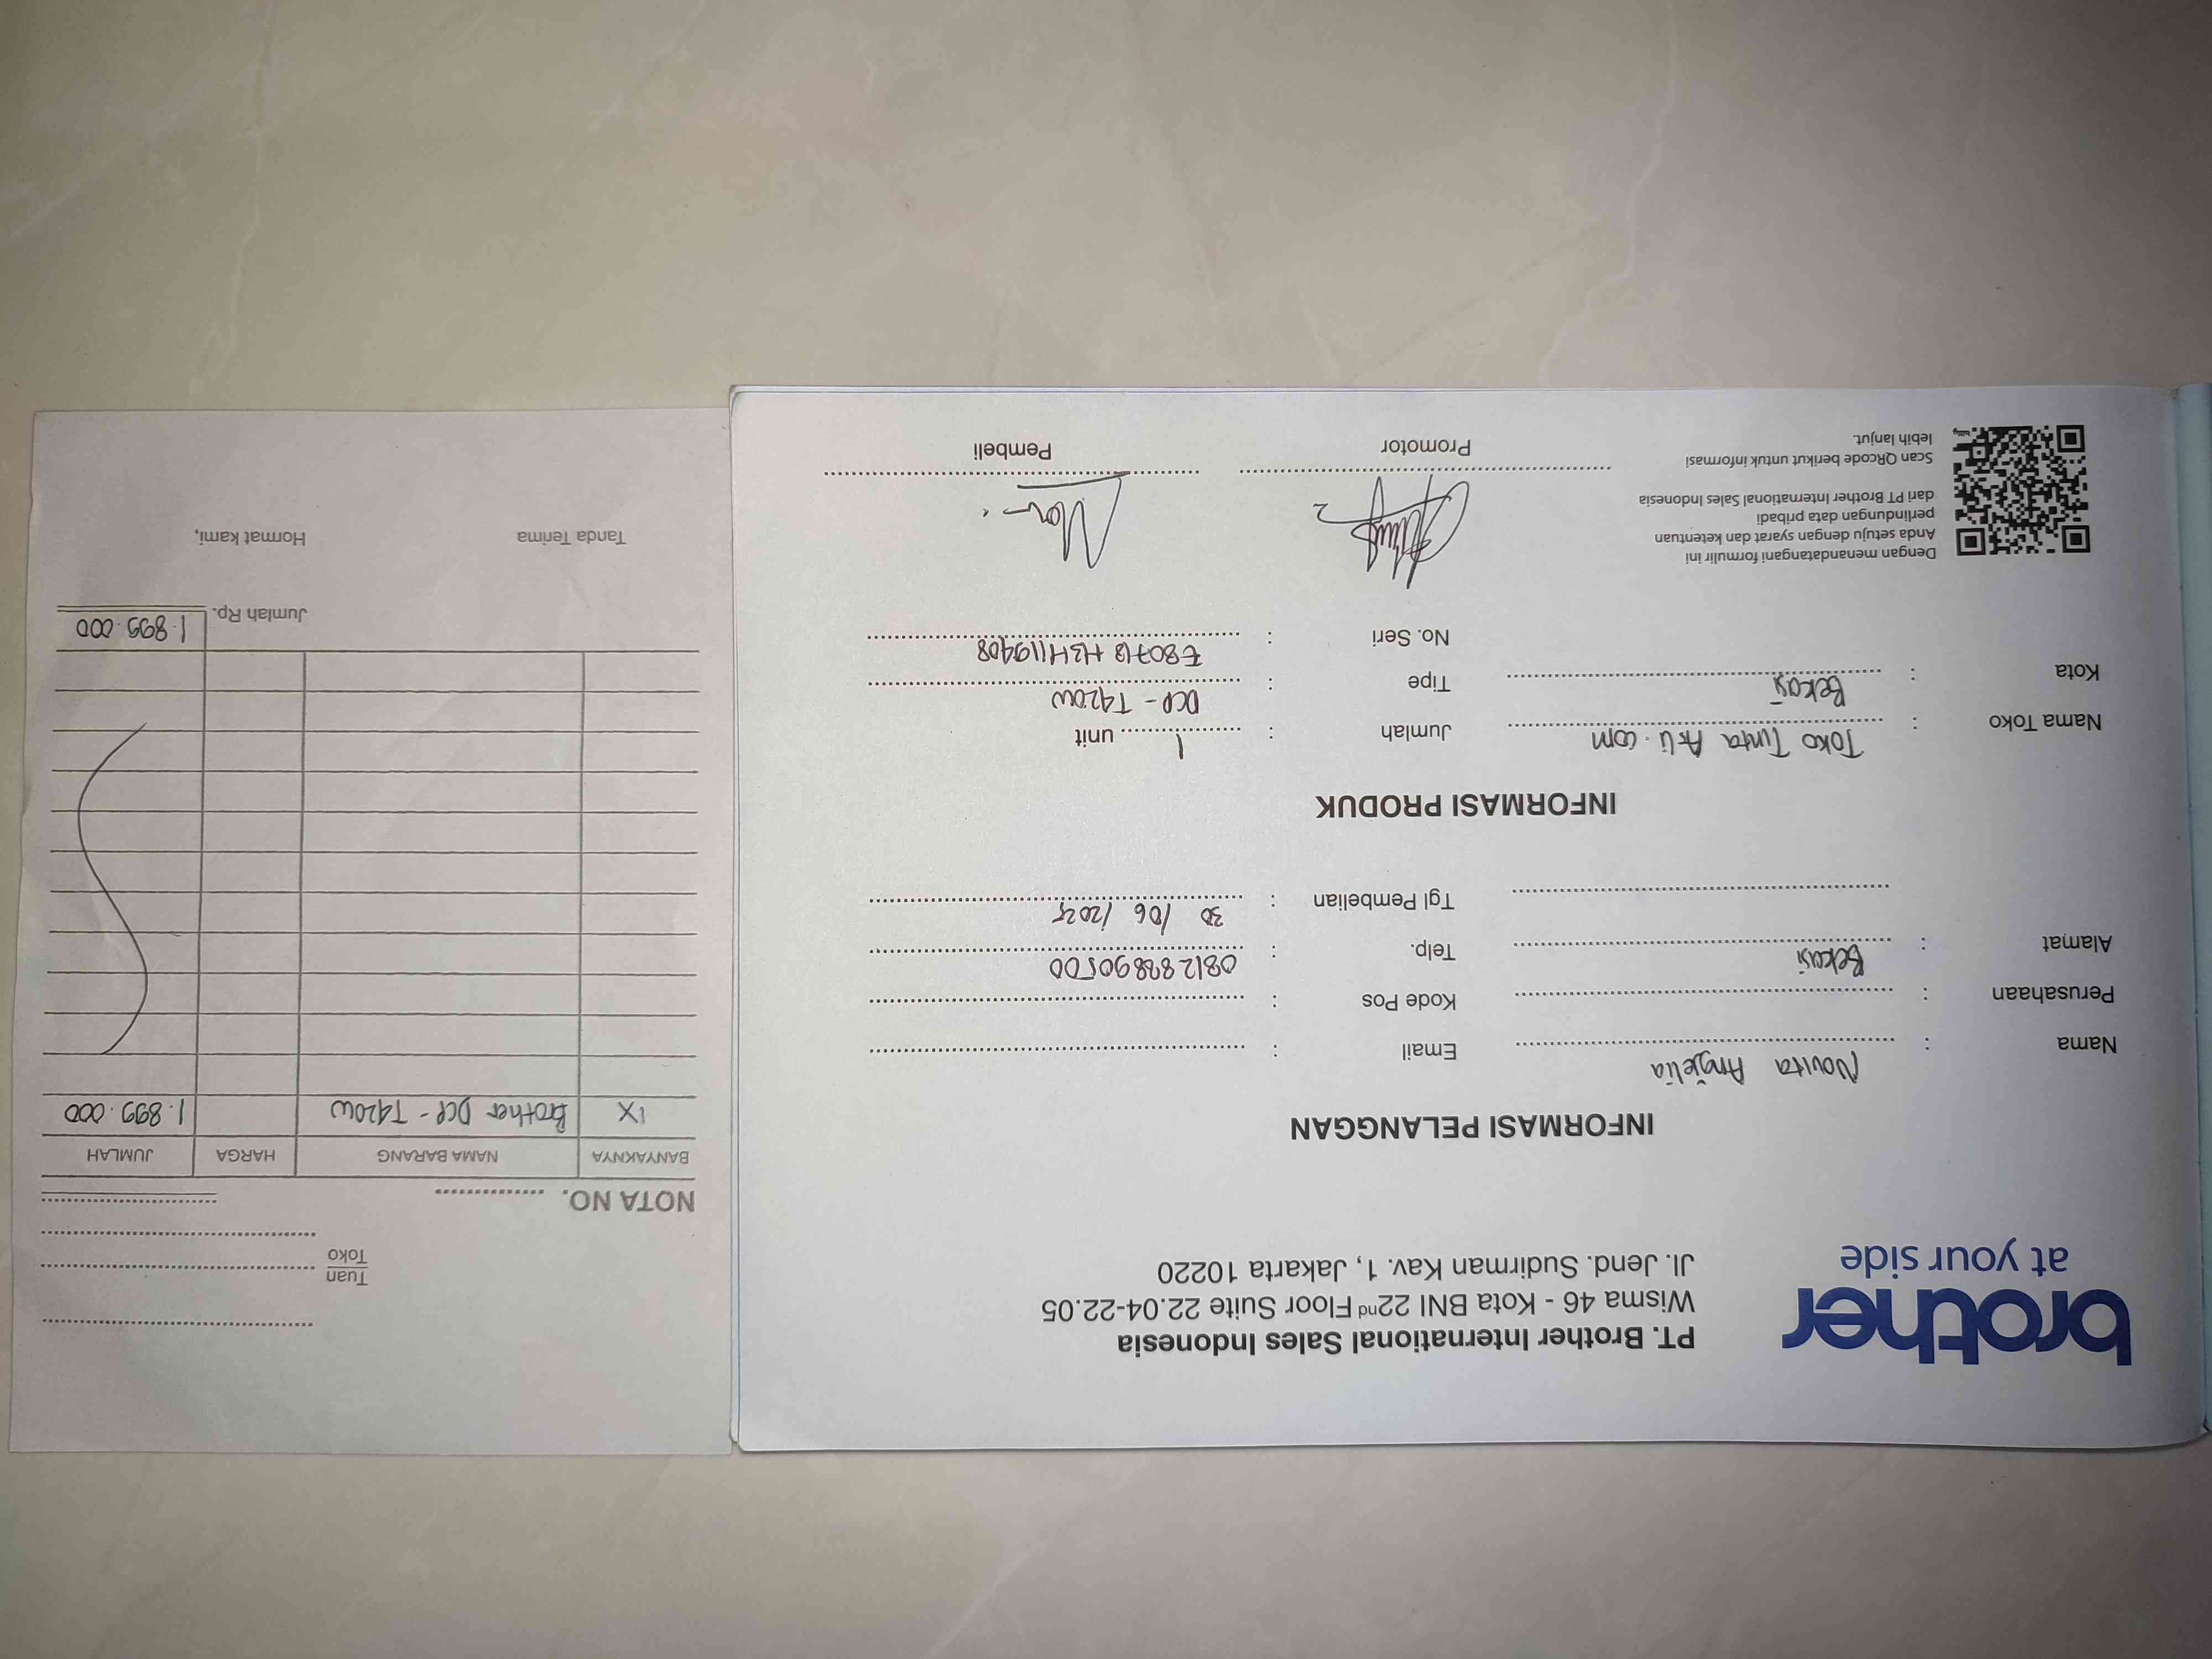 brother
at your side
PT. Brother International Sales Indonesia
Wisma 46 - Kota BNI 22nd Floor Suite 22.04-22.05
Jl. Jend. Sudirman Kav. 1, Jakarta 10220
INFORMASI PELANGGAN
Nama : Novita Angjelia
Perusahaan :
Alamat : Bekasi
Email :
Kode Pos :
Telp. : 081288890500
Tgl Pembelian : 30 / 06 / 2025
INFORMASI PRODUK
Nama Toko : Toko Tinta Asli.com
Kota : Bekasi
Jumlah : 1 unit
Tipe : DCP - T420W
No. Seri :
Dengan menandatangani formulir ini
Anda setuju dengan syarat dan ketentuan
perlindungan data pribadi
dari PT Brother International Sales Indonesia
Scan QRcode berikut untuk informasi
lebih lanjut.
Promotor
Pembeli
Tuan
Toko
NOTA NO.
BANYAKNYA NAMA BARANG HARGA JUMLAH
1X Brother DCP - T420W 1.899.000
Jumlah Rp. 1.899.000
Tanda Terima Hormat kami,